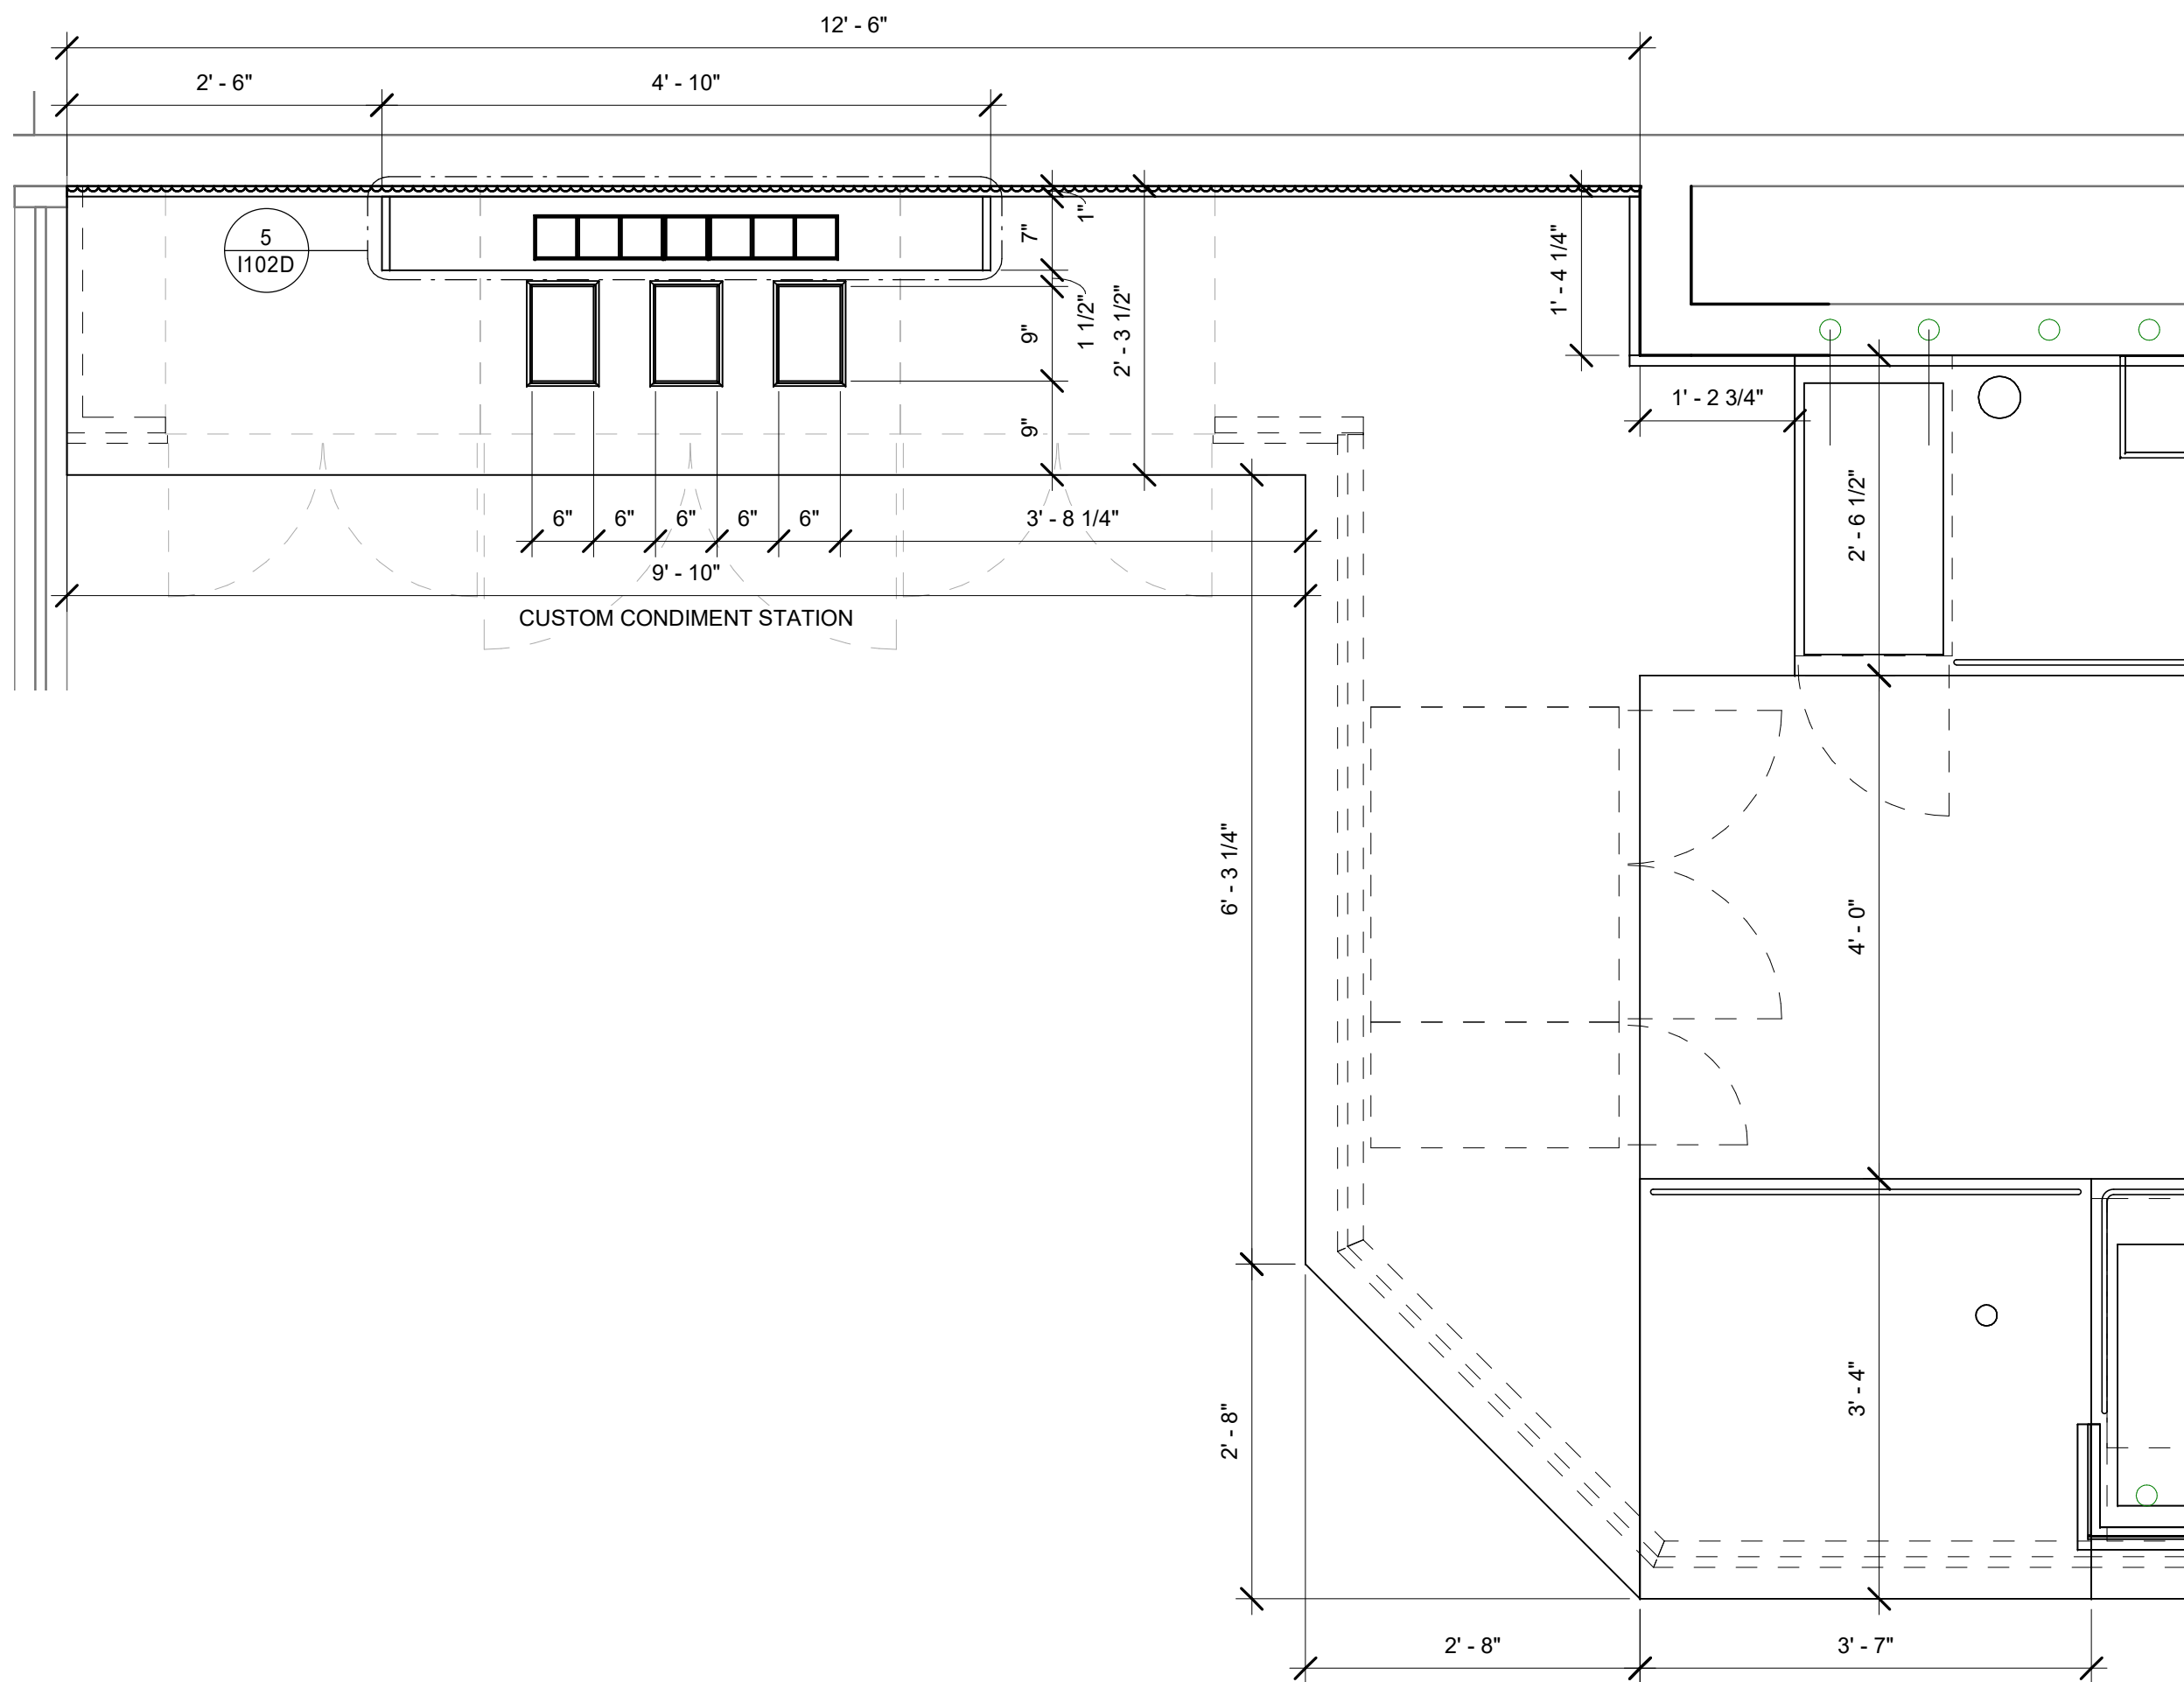 12' - 6"
2' - 6"
4' - 10"
5
I102D
1"
7"
1 1/2"
9"
9"
2' - 3 1/2"
1' - 4 1/4"
1' - 2 3/4"
2' - 6 1/2"
6"
6"
6"
6"
6"
3' - 8 1/4"
9' - 10"
CUSTOM CONDIMENT STATION
6' - 3 1/4"
4' - 0"
2' - 8"
3' - 4"
2' - 8"
3' - 7"